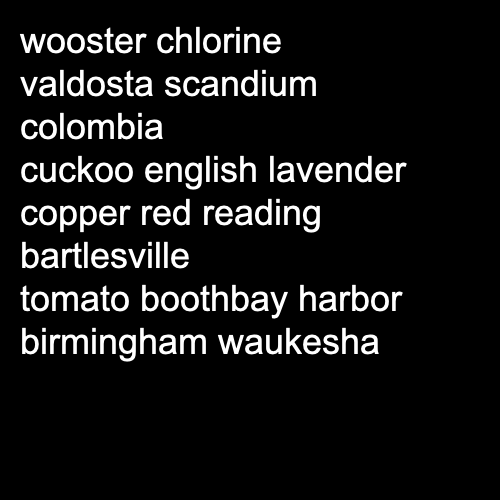 wooster chlorine
valdosta scandium
colombia
cuckoo english lavender
copper red reading
bartlesville
tomato boothbay harbor
birmingham waukesha